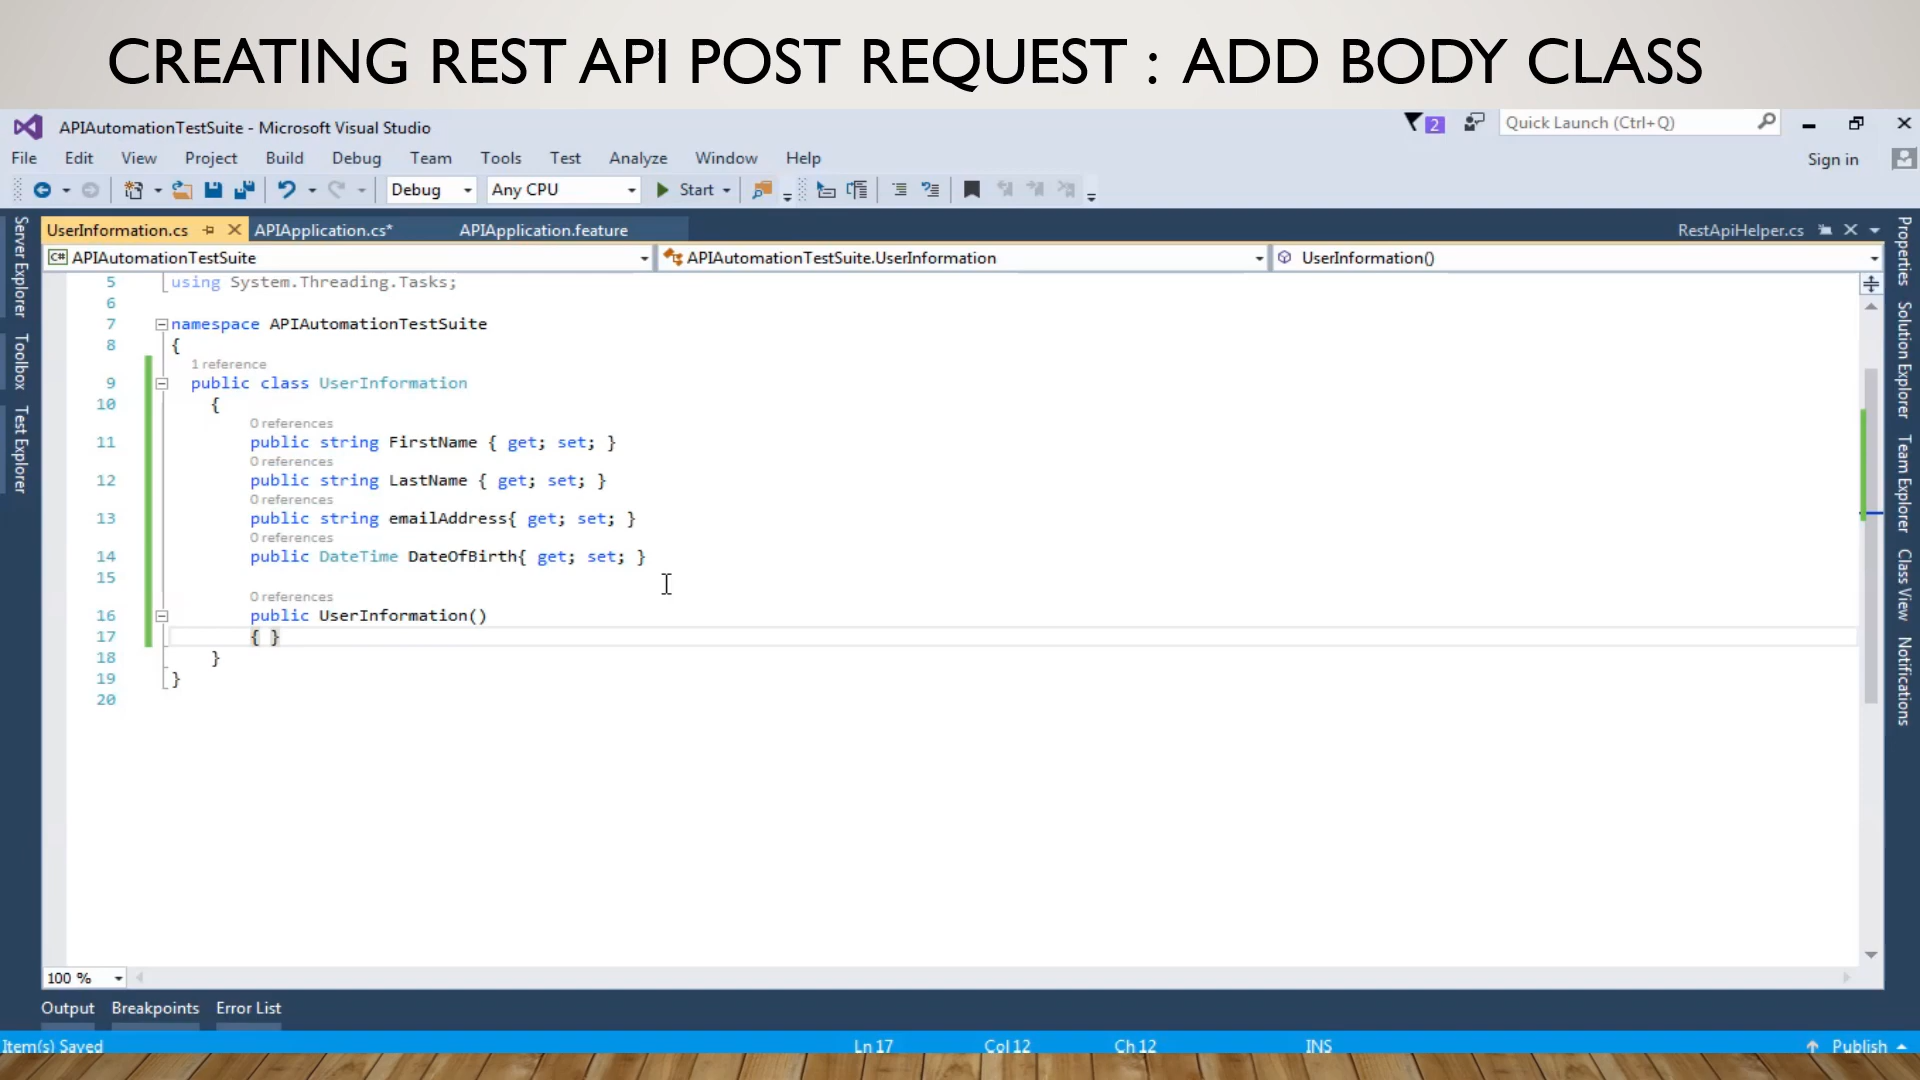 CREATING REST API POST REQUEST : ADD BODY CLASS
APIAutomationTestSuite - Microsoft Visual Studio
2
Quick Launch (Ctrl+Q)
File Edit View Project Build Debug Team Tools Test Analyze Window Help
Sign in
Debug Any CPU Start
UserInformation.cs APIApplication.cs* APIApplication.feature RestApiHelper.cs
C# APIAutomationTestSuite APIAutomationTestSuite.UserInformation UserInformation()
Server Explorer
Toolbox
Test Explorer
5 using System.Threading.Tasks;
6
7 namespace APIAutomationTestSuite
8 {
1 reference
9 public class UserInformation
10 {
0 references
11 public string FirstName { get; set; }
0 references
12 public string LastName { get; set; }
0 references
13 public string emailAddress{ get; set; }
0 references
14 public DateTime DateOfBirth{ get; set; }
15
0 references
16 public UserInformation()
17 { }
18 }
19 }
20
Properties
Solution Explorer
Team Explorer
Class View
Notifications
100 %
Output Breakpoints Error List
Item(s) Saved Ln 17 Col 12 Ch 12 INS Publish